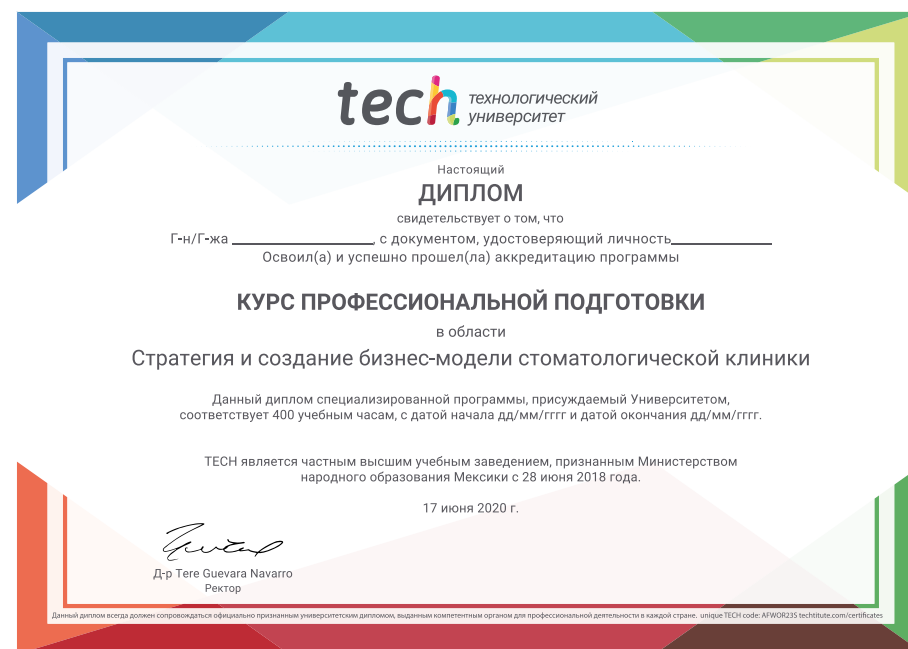 tech технологический
университет
Настоящий
ДИПЛОМ
свидетельствует о том, что
Г-н/Г-жа ____________________, с документом, удостоверяющий личность______________
Освоил(а) и успешно прошел(ла) аккредитацию программы
КУРС ПРОФЕССИОНАЛЬНОЙ ПОДГОТОВКИ
в области
Стратегия и создание бизнес-модели стоматологической клиники
Данный диплом специализированной программы, присуждаемый Университетом,
соответствует 400 учебным часам, с датой начала дд/мм/гггг и датой окончания дд/мм/гггг.
TECH является частным высшим учебным заведением, признанным Министерством
народного образования Мексики с 28 июня 2018 года.
17 июня 2020 г.
Д-р Tere Guevara Navarro
Ректор
Данный диплом всегда должен сопровождаться официально признанным университетским дипломом, выданным компетентным органом для профессиональной деятельности в каждой стране. unique TECH code: AFWOR23S techtitute.com/certificates